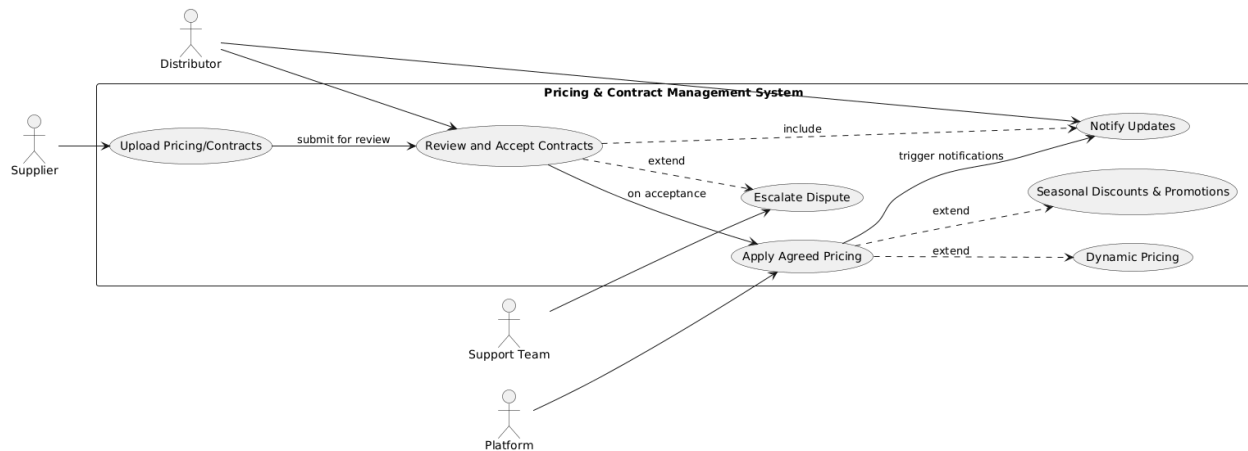 Distributor
Pricing & Contract Management System
Supplier
Upload Pricing/Contracts
submit for review
Review and Accept Contracts
include
Notify Updates
extend
trigger notifications
on acceptance
Escalate Dispute
Seasonal Discounts & Promotions
extend
Apply Agreed Pricing
extend
Dynamic Pricing
Support Team
Platform